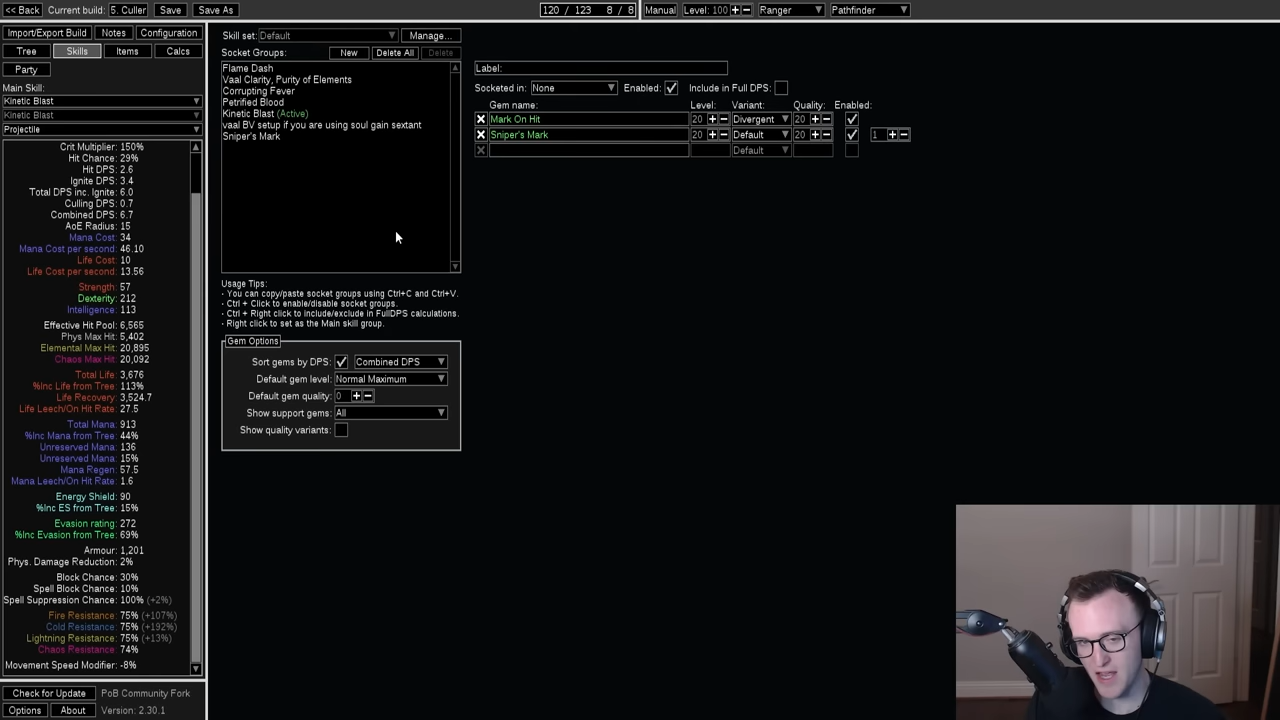 << Back Current build: 5. Culler Save Save As 120 / 123 8 / 8 Manual Level: 100 + - Ranger Pathfinder
Import/Export Build Notes Configuration
Tree Skills Items Calcs
Party
Main Skill:
Kinetic Blast
Kinetic Blast
Projectile
Crit Multiplier: 150%
Hit Chance: 29%
Hit DPS: 2.6
Ignite DPS: 3.4
Total DPS inc. Ignite: 6.0
Culling DPS: 0.7
Combined DPS: 6.7
AoE Radius: 15
Mana Cost: 34
Mana Cost per second: 46.10
Life Cost: 10
Life Cost per second: 13.56
Strength: 57
Dexterity: 212
Intelligence: 113
Effective Hit Pool: 6,565
Phys Max Hit: 5,402
Elemental Max Hit: 20,895
Chaos Max Hit: 20,092
Total Life: 3,676
%Inc Life from Tree: 113%
Life Recovery: 3,524.7
Life Leech/On Hit Rate: 27.5
Total Mana: 913
%Inc Mana from Tree: 44%
Unreserved Mana: 136
Unreserved Mana: 15%
Mana Regen: 57.5
Mana Leech/On Hit Rate: 1.6
Energy Shield: 90
%Inc ES from Tree: 15%
Evasion rating: 272
%Inc Evasion from Tree: 69%
Armour: 1,201
Phys. Damage Reduction: 2%
Block Chance: 30%
Spell Block Chance: 10%
Spell Suppression Chance: 100% (+2%)
Fire Resistance: 75% (+107%)
Cold Resistance: 75% (+192%)
Lightning Resistance: 75% (+13%)
Chaos Resistance: 74%
Movement Speed Modifier: -8%
Check for Update PoB Community Fork
Options About Version: 2.30.1
Skill set: Default Manage...
Socket Groups: New Delete All Delete
Flame Dash
Vaal Clarity, Purity of Elements
Corrupting Fever
Petrified Blood
Kinetic Blast (Active)
vaal BV setup if you are using soul gain sextant
Sniper's Mark
Usage Tips:
· You can copy/paste socket groups using Ctrl+C and Ctrl+V.
· Ctrl + Click to enable/disable socket groups.
· Ctrl + Right click to include/exclude in FullDPS calculations.
· Right click to set as the Main skill group.
Gem Options
Sort gems by DPS: Combined DPS
Default gem level: Normal Maximum
Default gem quality: 0 + -
Show support gems: All
Show quality variants:
Label:
Socketed in: None Enabled: Include in Full DPS:
Gem name: Level: Variant: Quality: Enabled:
Mark On Hit 20 + - Divergent 20 + -
Sniper's Mark 20 + - Default 20 + - 1 + -
Default